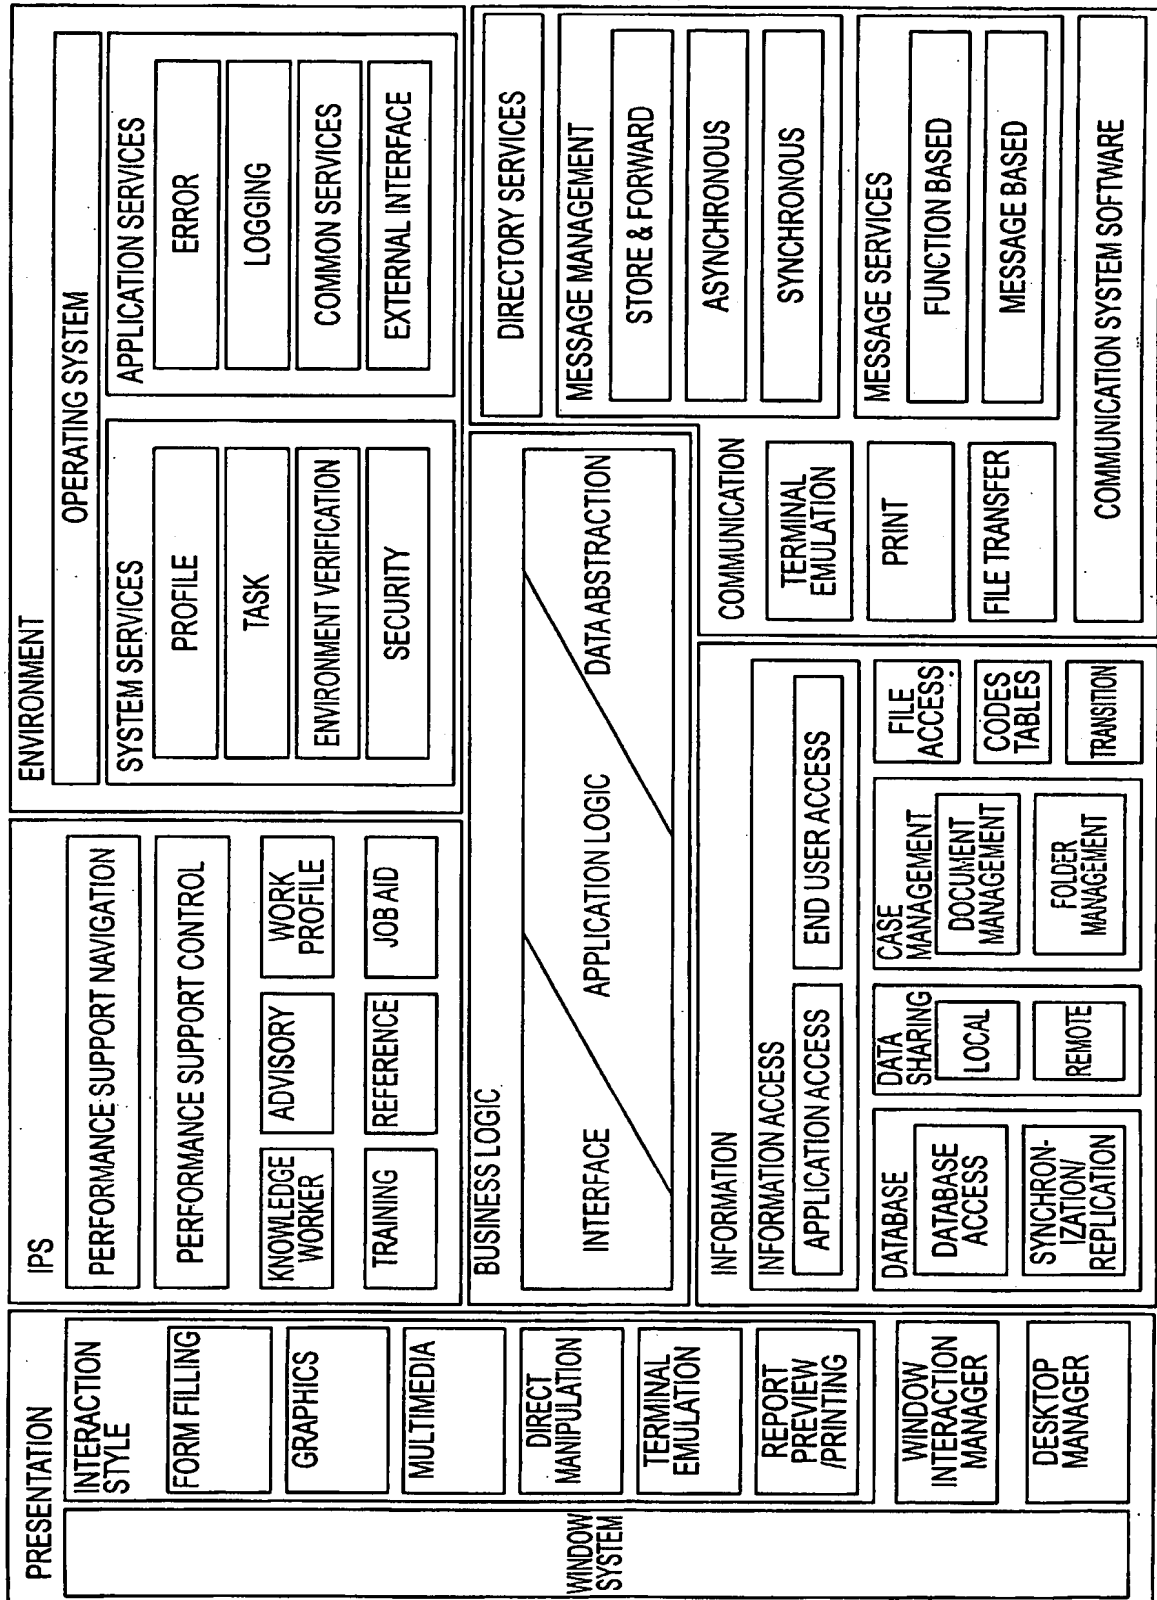 PRESENTATION
WINDOW
SYSTEM
INTERACTION
STYLE
FORM FILLING
GRAPHICS
MULTIMEDIA
DIRECT
MANIPULATION
TERMINAL
EMULATION
REPORT
PREVIEW
/PRINTING
WINDOW
INTERACTION
MANAGER
DESKTOP
MANAGER
IPS
PERFORMANCE SUPPORT NAVIGATION
PERFORMANCE SUPPORT CONTROL
KNOWLEDGE
WORKER
ADVISORY
WORK
PROFILE
TRAINING
REFERENCE
JOB AID
ENVIRONMENT
OPERATING SYSTEM
SYSTEM SERVICES
PROFILE
TASK
ENVIRONMENT VERIFICATION
SECURITY
APPLICATION SERVICES
ERROR
LOGGING
COMMON SERVICES
EXTERNAL INTERFACE
BUSINESS LOGIC
INTERFACE
APPLICATION LOGIC
DATA ABSTRACTION
INFORMATION
INFORMATION ACCESS
APPLICATION ACCESS
END USER ACCESS
DATABASE
DATABASE
ACCESS
SYNCHRON-
IZATION/
REPLICATION
DATA
SHARING
LOCAL
REMOTE
CASE
MANAGEMENT
DOCUMENT
MANAGEMENT
FOLDER
MANAGEMENT
FILE
ACCESS
CODES
TABLES
TRANSITION
COMMUNICATION
TERMINAL
EMULATION
PRINT
FILE TRANSFER
DIRECTORY SERVICES
MESSAGE MANAGEMENT
STORE & FORWARD
ASYNCHRONOUS
SYNCHRONOUS
MESSAGE SERVICES
FUNCTION BASED
MESSAGE BASED
COMMUNICATION SYSTEM SOFTWARE